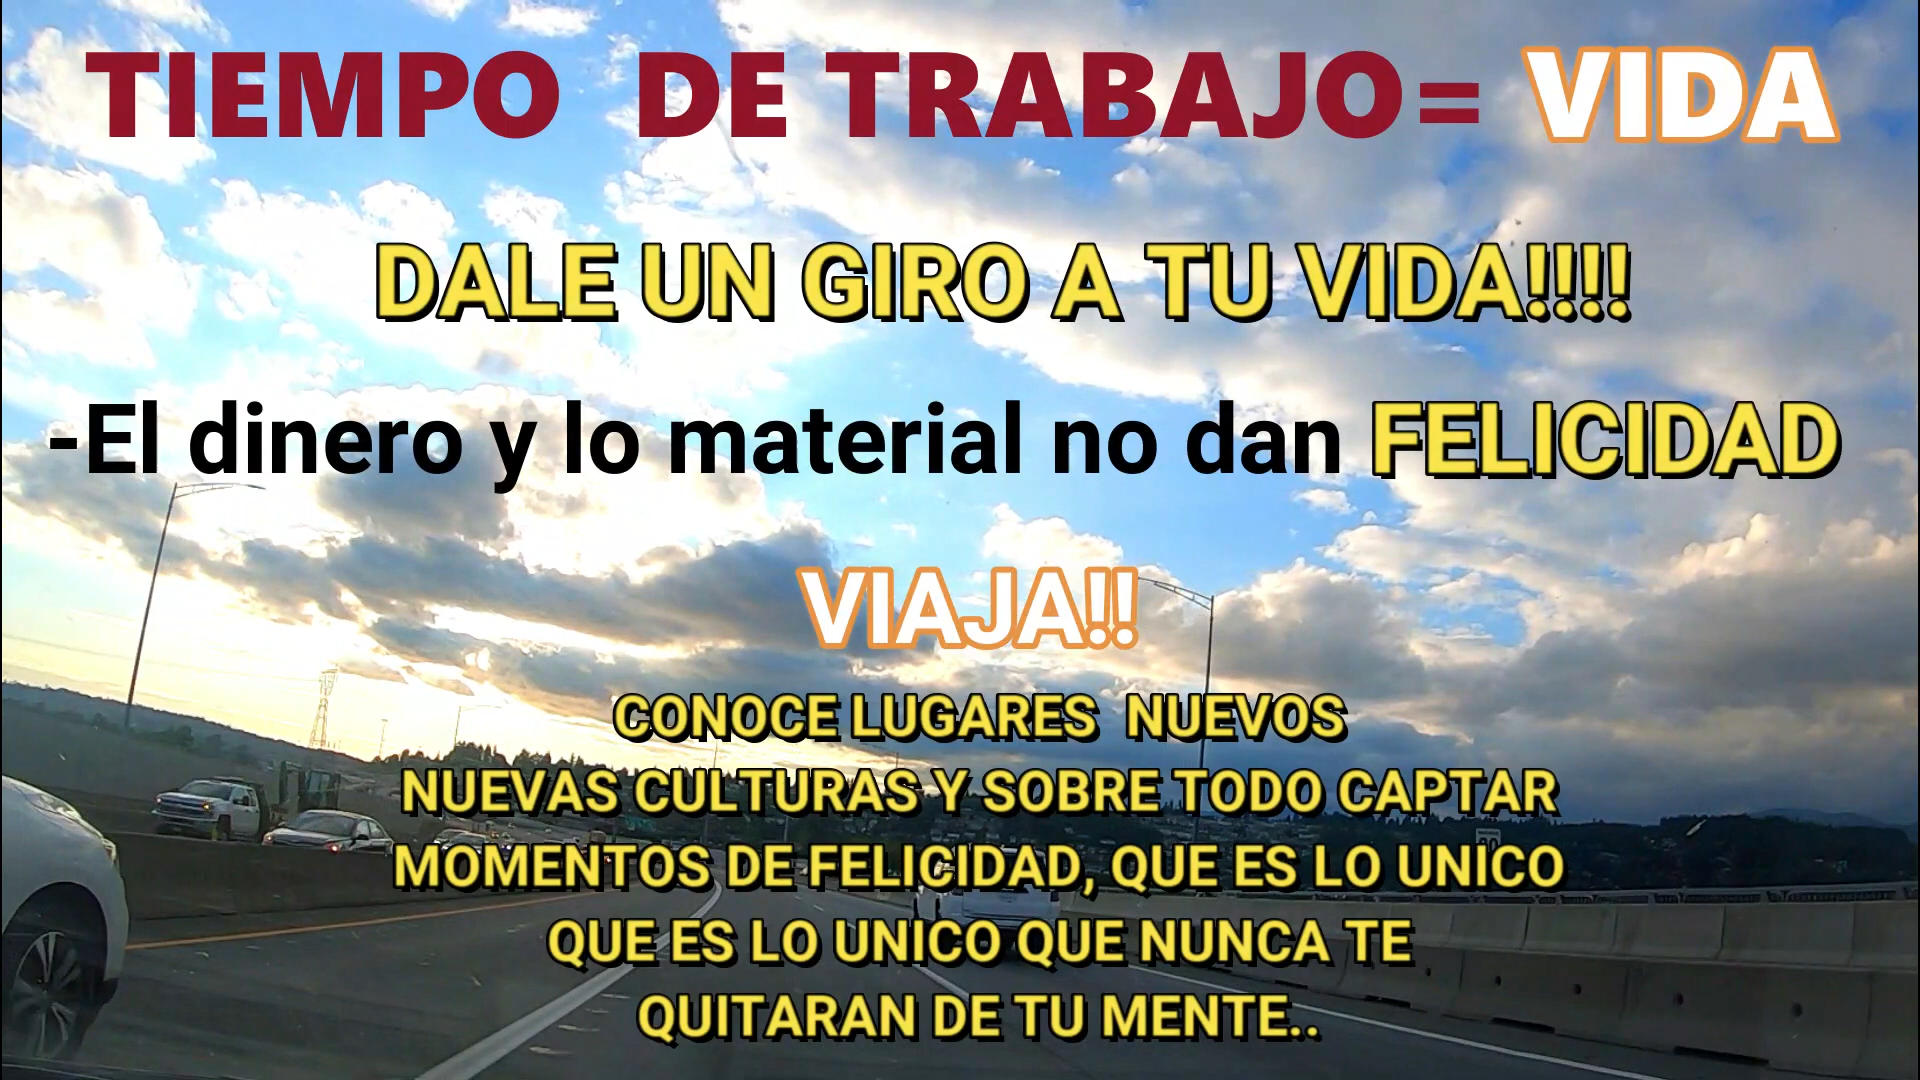 TIEMPO DE TRABAJO= VIDA
DALE UN GIRO A TU VIDA!!!!
-El dinero y lo material no dan FELICIDAD
VIAJA!!
CONOCE LUGARES NUEVOS
NUEVAS CULTURAS Y SOBRE TODO CAPTAR
MOMENTOS DE FELICIDAD, QUE ES LO UNICO
QUE ES LO UNICO QUE NUNCA TE
QUITARAN DE TU MENTE..